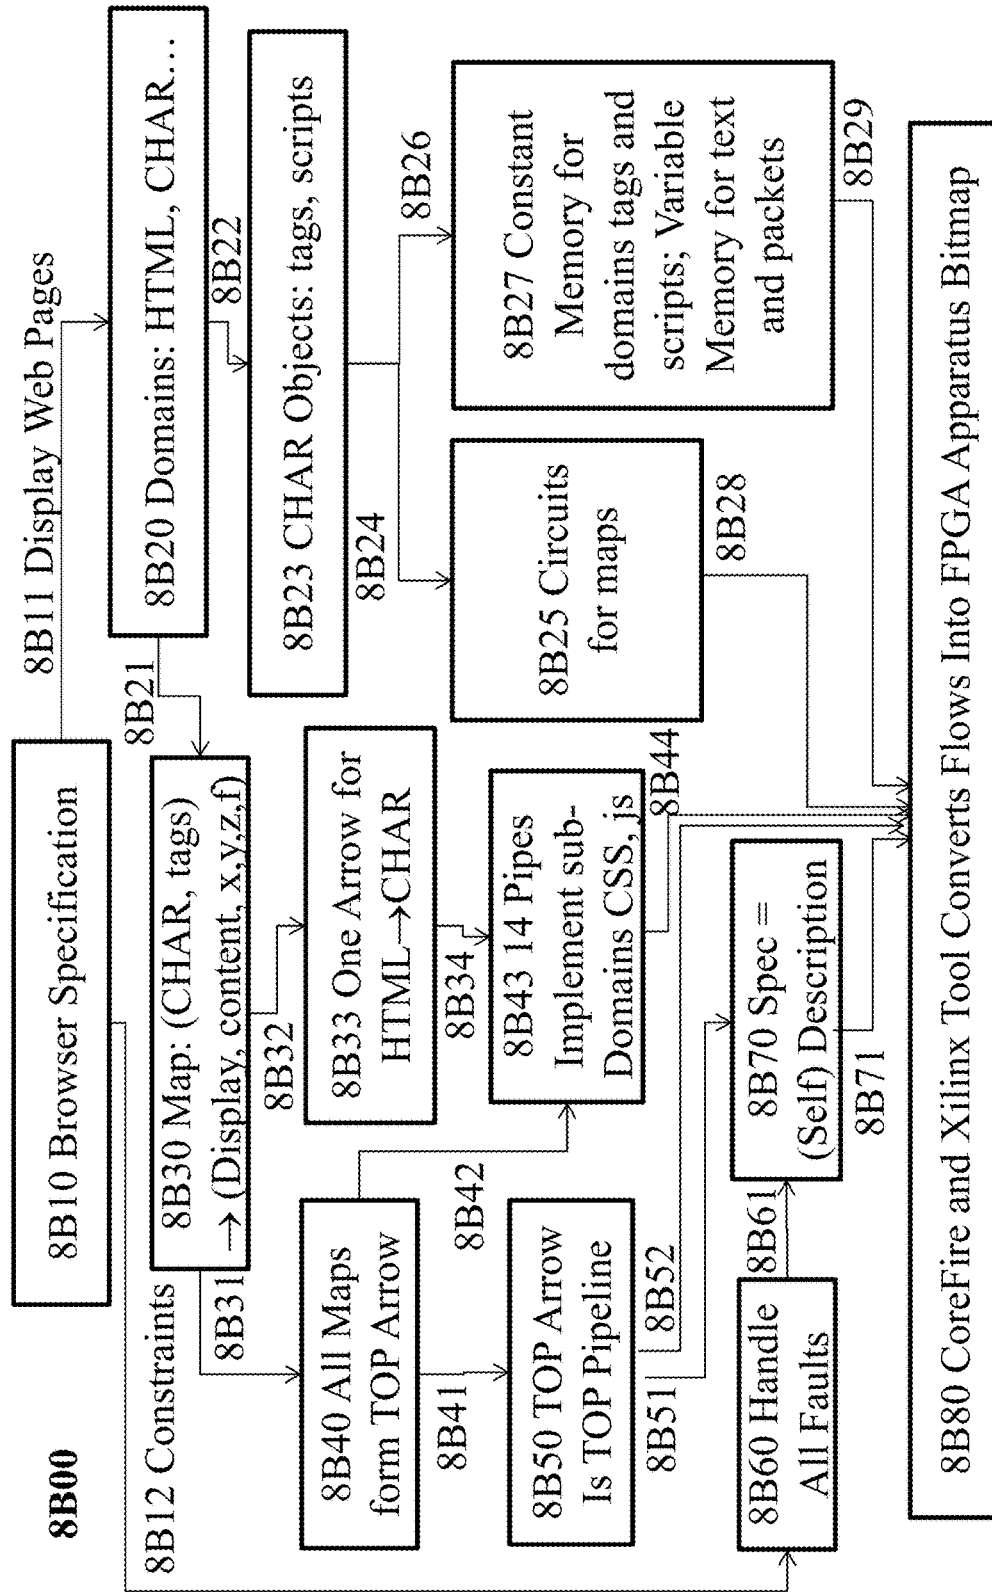 8B00
8B10 Browser Specification
8B11 Display Web Pages
8B12 Constraints
8B20 Domains: HTML, CHAR…
8B21
8B22
8B30 Map: (CHAR, tags)
→ (Display, content, x,y,z,f)
8B23 CHAR Objects: tags, scripts
8B31
8B32
8B24
8B26
8B40 All Maps
form TOP Arrow
8B33 One Arrow for
HTML→CHAR
8B41
8B42
8B34
8B25 Circuits
for maps
8B27 Constant
Memory for
domains tags and
scripts; Variable
Memory for text
and packets
8B50 TOP Arrow
Is TOP Pipeline
8B43 14 Pipes
Implement sub-
Domains CSS, js
8B51
8B52
8B44
8B28
8B29
8B60 Handle
All Faults
8B61
8B70 Spec =
(Self) Description
8B71
8B80 CoreFire and Xilinx Tool Converts Flows Into FPGA Apparatus Bitmap